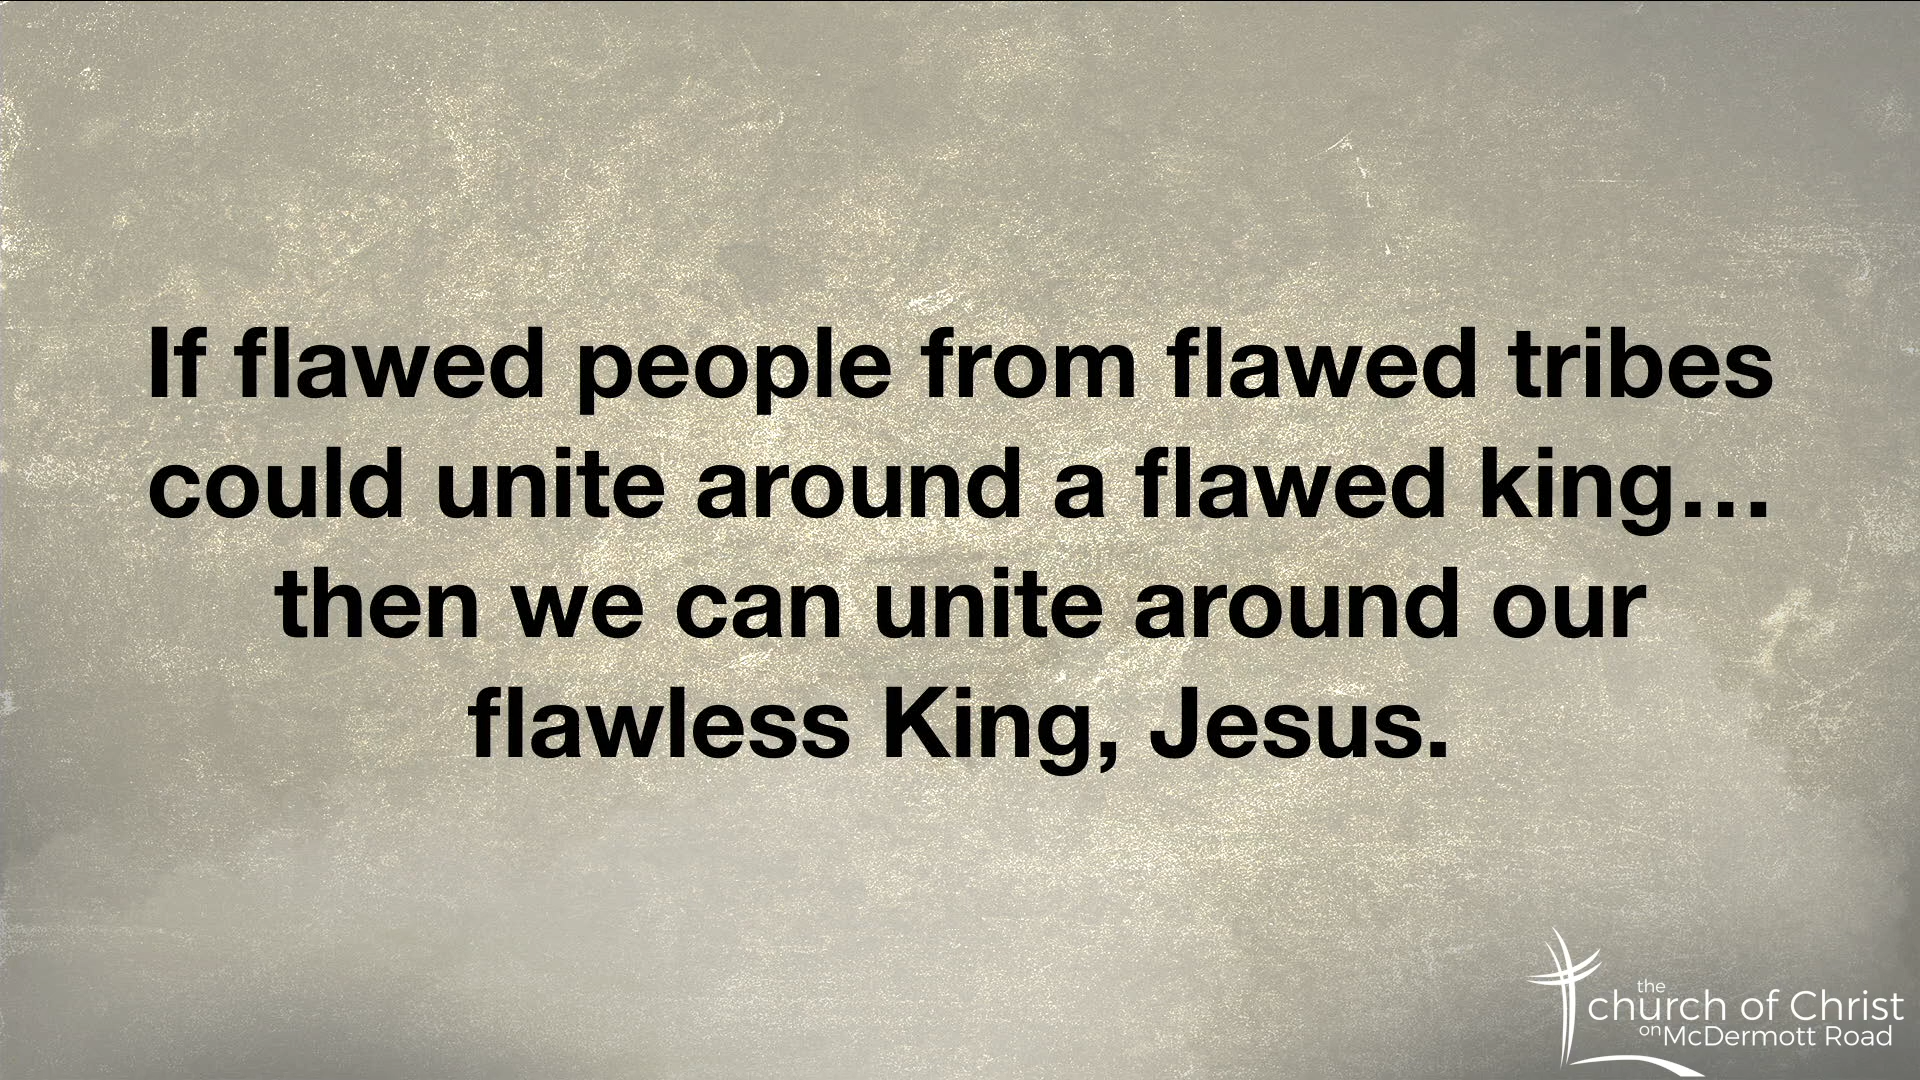 If flawed people from flawed tribes
could unite around a flawed king…
then we can unite around our
flawless King, Jesus.
the
church of Christ
on McDermott Road